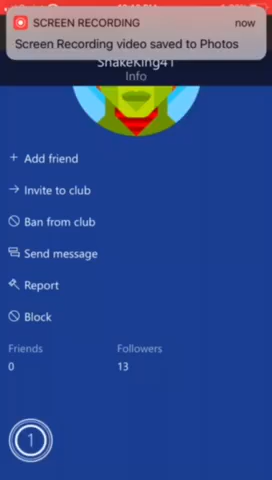 SCREEN RECORDING
now
Screen Recording video saved to Photos
SnakeKing41
Info
Add friend
Invite to club
Ban from club
Send message
Report
Block
Friends
Followers
0
13
1